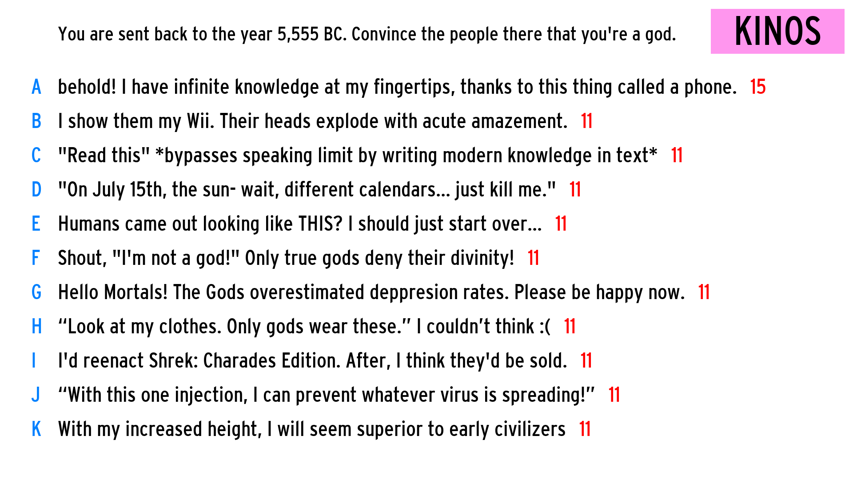 You are sent back to the year 5,555 BC. Convince the people there that you're a god.
KINOS
A behold! I have infinite knowledge at my fingertips, thanks to this thing called a phone. 15
B I show them my Wii. Their heads explode with acute amazement. 11
C "Read this" *bypasses speaking limit by writing modern knowledge in text* 11
D "On July 15th, the sun- wait, different calendars... just kill me." 11
E Humans came out looking like THIS? I should just start over... 11
F Shout, "I'm not a god!" Only true gods deny their divinity! 11
G Hello Mortals! The Gods overestimated deppresion rates. Please be happy now. 11
H “Look at my clothes. Only gods wear these.” I couldn’t think :( 11
I I'd reenact Shrek: Charades Edition. After, I think they'd be sold. 11
J “With this one injection, I can prevent whatever virus is spreading!” 11
K With my increased height, I will seem superior to early civilizers 11